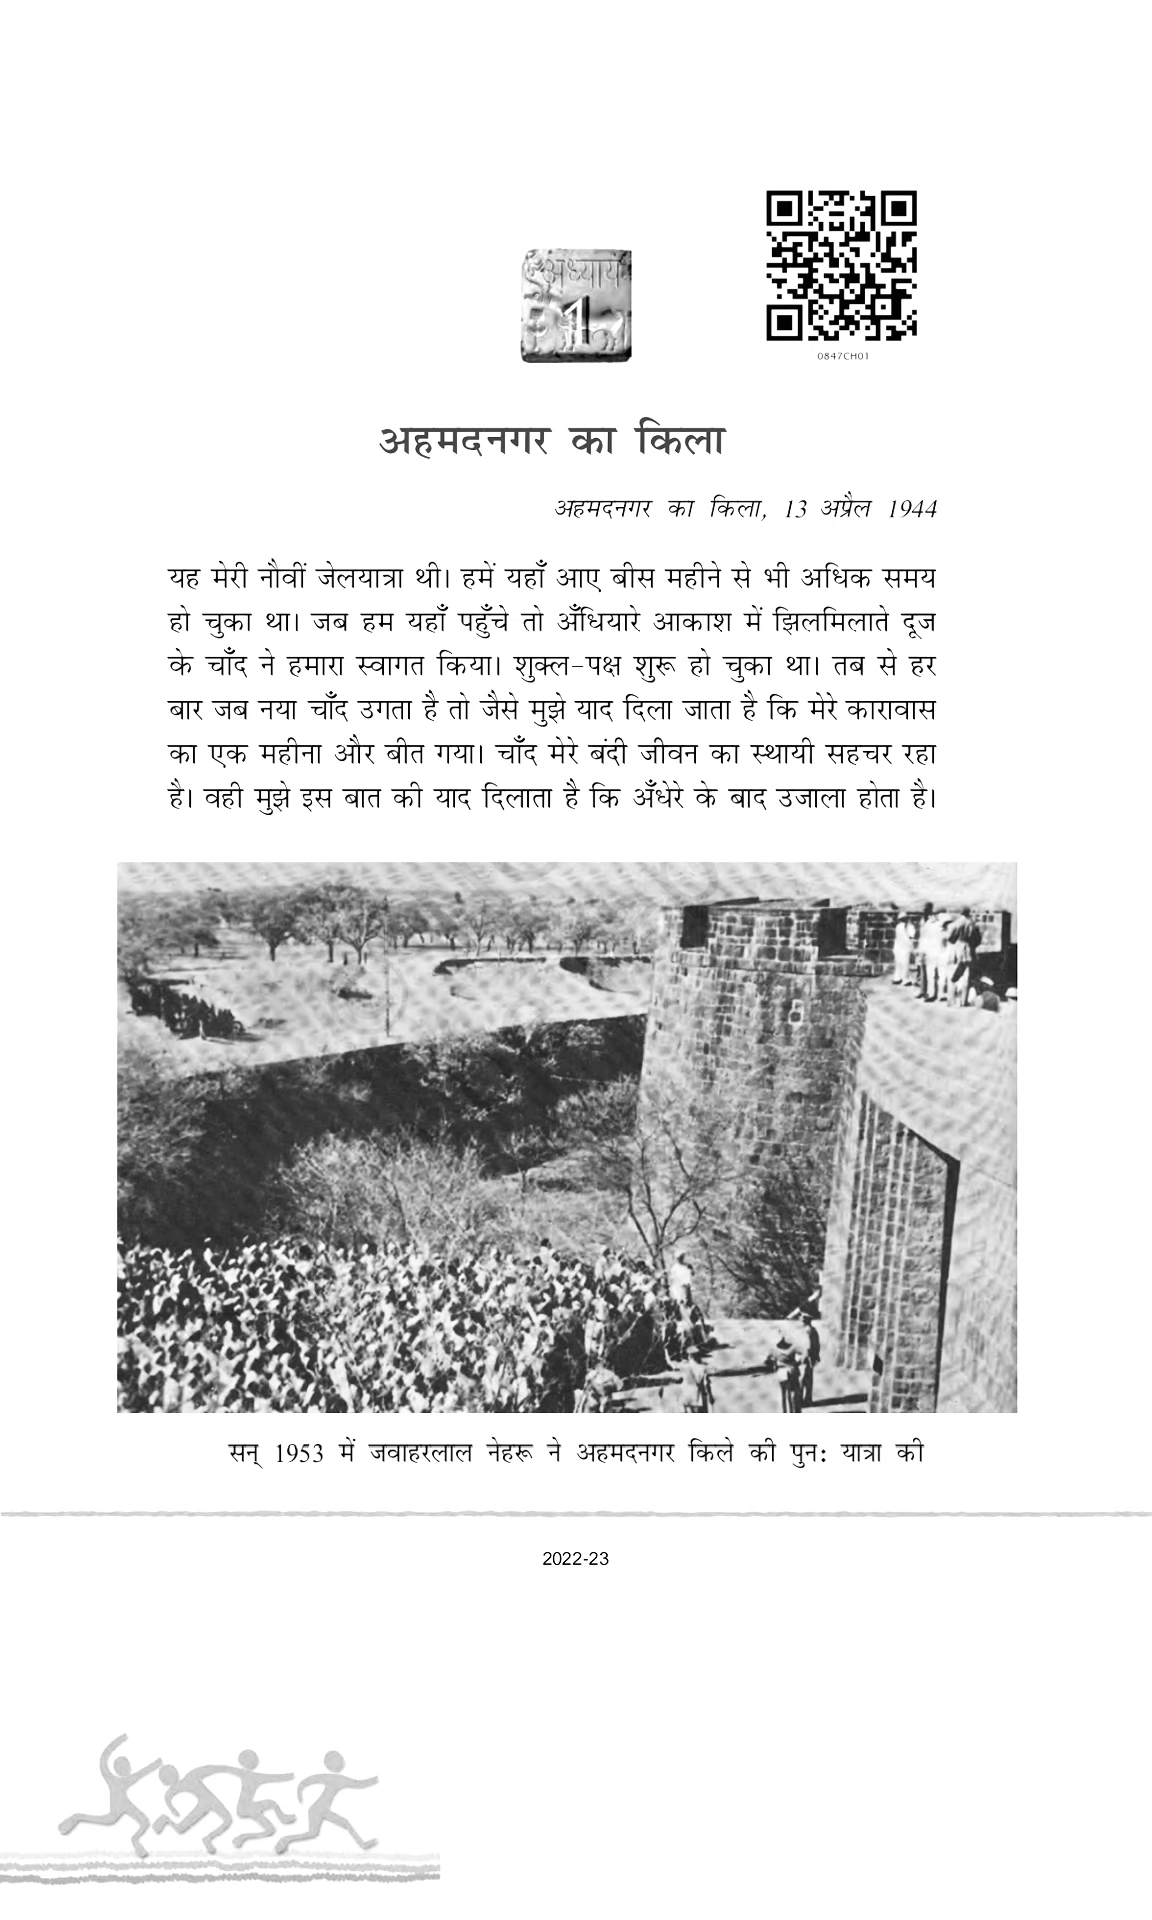 अध्याय
1
0847CH01
अहमदनगर का किला
अहमदनगर का किला, 13 अप्रैल 1944
यह मेरी नौवीं जेलयात्रा थी। हमें यहाँ आए बीस महीने से भी अधिक समय
हो चुका था। जब हम यहाँ पहुँचे तो अँधियारे आकाश में झिलमिलाते दूज
के चाँद ने हमारा स्वागत किया। शुक्ल-पक्ष शुरू हो चुका था। तब से हर
बार जब नया चाँद उगता है तो जैसे मुझे याद दिला जाता है कि मेरे कारावास
का एक महीना और बीत गया। चाँद मेरे बंदी जीवन का स्थायी सहचर रहा
है। वही मुझे इस बात की याद दिलाता है कि अँधेरे के बाद उजाला होता है।
सन् 1953 में जवाहरलाल नेहरू ने अहमदनगर किले की पुनः यात्रा की
2022-23